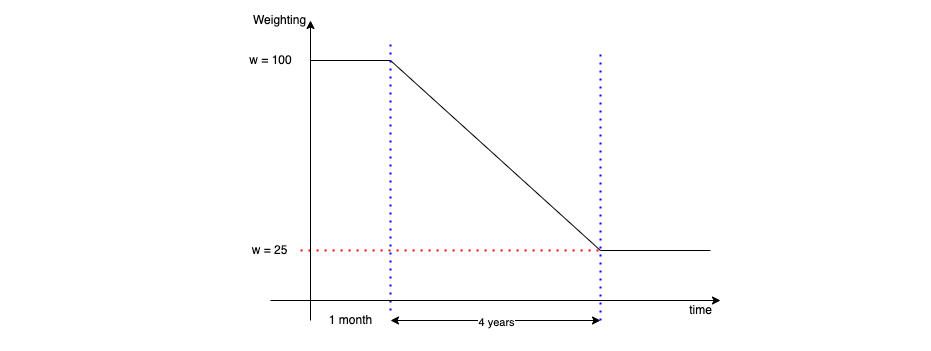 Weighting
w = 100
w = 25
time
1 month
4 years